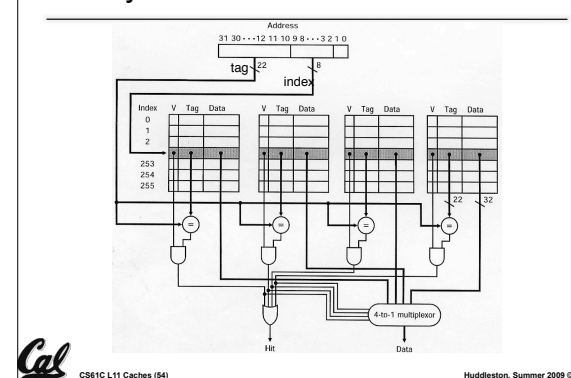 Address
31 30 ··· 12 11 10 9 8 ··· 3 2 1 0
tag 22
index 8
Index V Tag Data V Tag Data V Tag Data V Tag Data
0
1
2
253
254
255
22 32
= = = =
4-to-1 multiplexor
Hit Data
Cal
CS61C L11 Caches (54) Huddleston, Summer 2009 ©